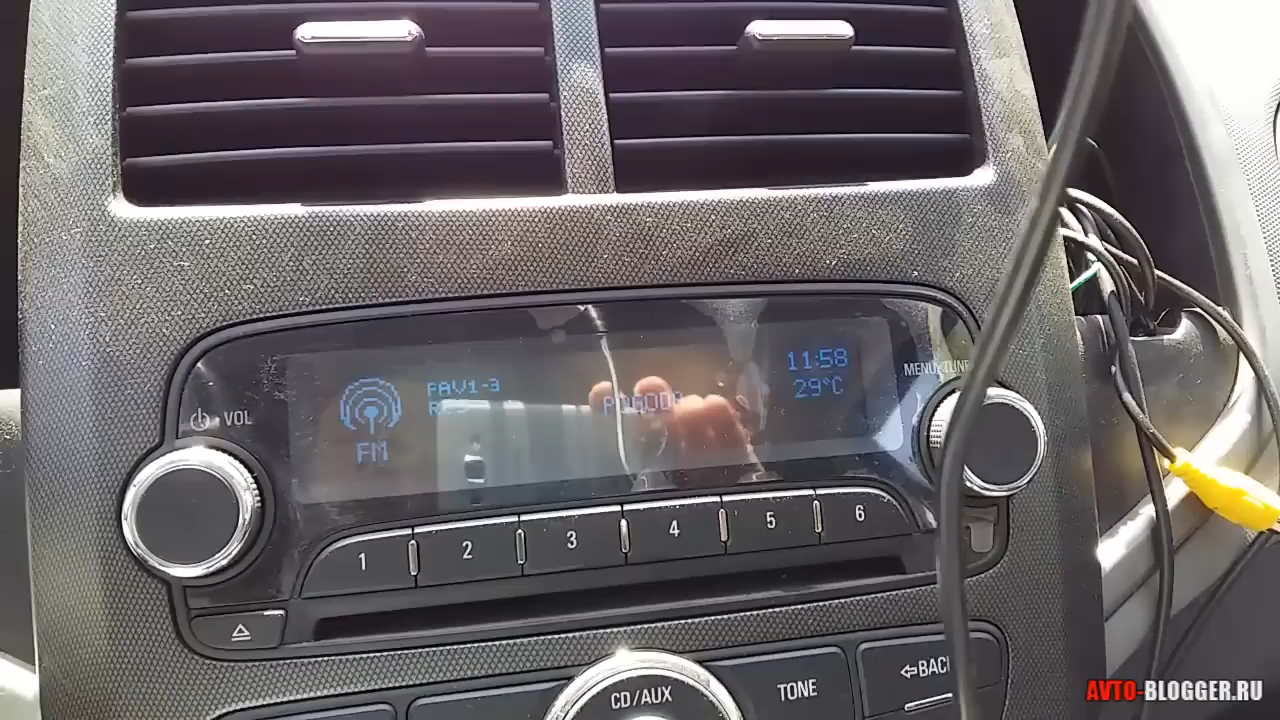 11:58
MENU TUNE
FAV1-3
29°C
VOL
FM
1 2 3 4 5 6
CD/AUX
TONE
BACK
AVTO-BLOGGER.RU